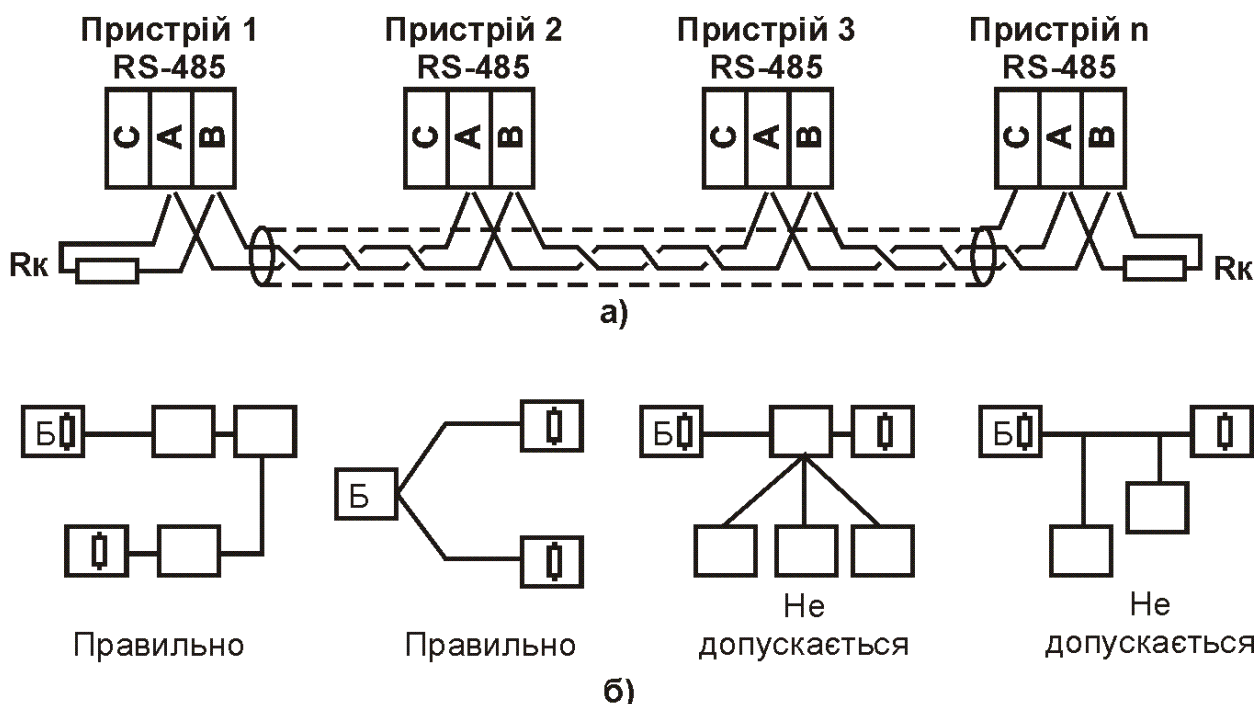 Пристрій 1 Пристрій 2 Пристрій 3 Пристрій n
RS-485 RS-485 RS-485 RS-485
C A B C A B C A B C A B
Rк Rк
а)
Б Б Б
Б
Правильно Правильно Не допускається Не допускається
б)